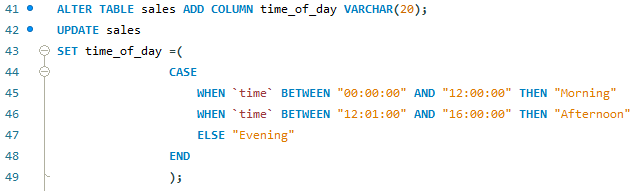 41 ALTER TABLE sales ADD COLUMN time_of_day VARCHAR(20);
42 UPDATE sales
43 SET time_of_day =(
44 CASE
45 WHEN `time` BETWEEN "00:00:00" AND "12:00:00" THEN "Morning"
46 WHEN `time` BETWEEN "12:01:00" AND "16:00:00" THEN "Afternoon"
47 ELSE "Evening"
48 END
49 );